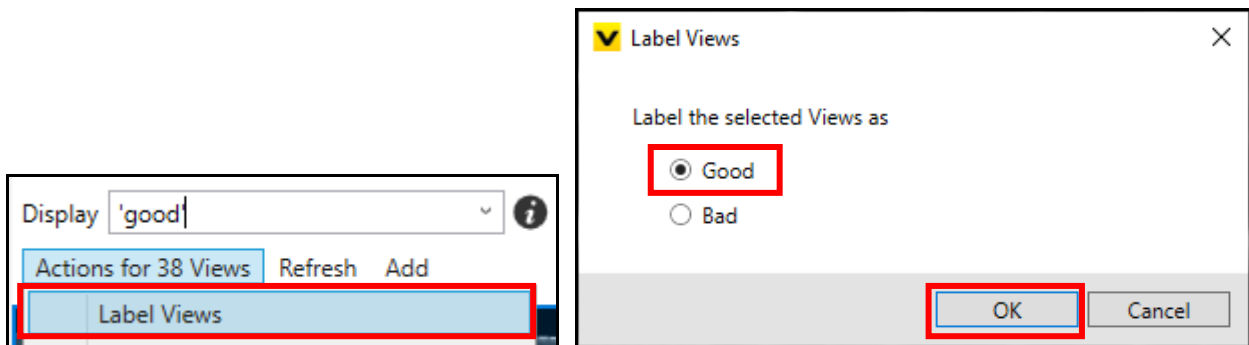 Display 'good'
Actions for 38 Views Refresh Add
Label Views
Label Views
Label the selected Views as
Good
Bad
OK Cancel